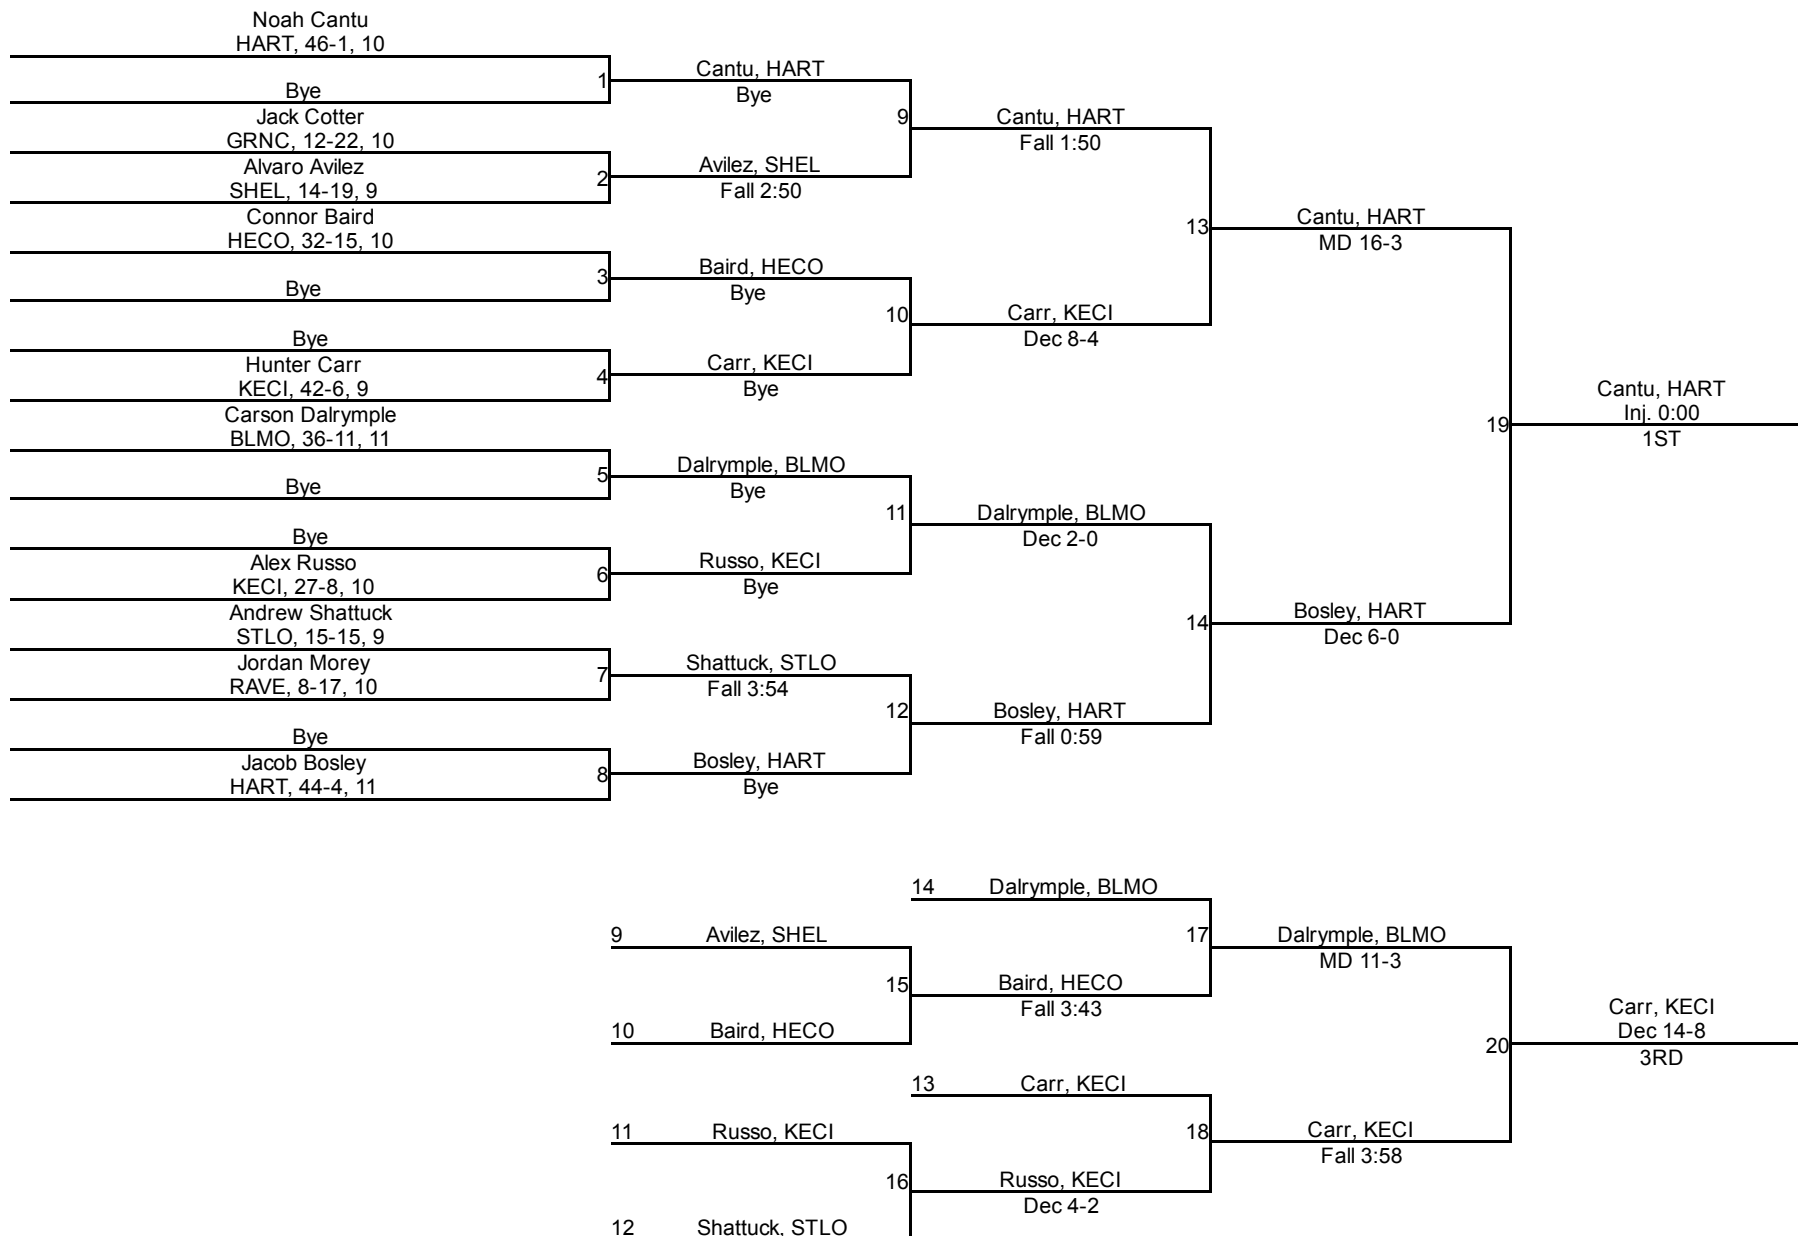 Noah Cantu
HART, 46-1, 10
Bye
1
Jack Cotter
GRNC, 12-22, 10
Alvaro Avilez
SHEL, 14-19, 9
2
Connor Baird
HECO, 32-15, 10
Bye
3
Bye
Hunter Carr
KECI, 42-6, 9
4
Carson Dalrymple
BLMO, 36-11, 11
Bye
5
Bye
Alex Russo
KECI, 27-8, 10
6
Andrew Shattuck
STLO, 15-15, 9
Jordan Morey
RAVE, 8-17, 10
7
Bye
Jacob Bosley
HART, 44-4, 11
8
Cantu, HART
Bye
9
Avilez, SHEL
Fall 2:50
Baird, HECO
Bye
10
Carr, KECI
Bye
Dalrymple, BLMO
Bye
11
Russo, KECI
Bye
Shattuck, STLO
Fall 3:54
12
Bosley, HART
Bye
Cantu, HART
Fall 1:50
13
Carr, KECI
Dec 8-4
Dalrymple, BLMO
Dec 2-0
14
Bosley, HART
Fall 0:59
Cantu, HART
MD 16-3
19
Bosley, HART
Dec 6-0
Cantu, HART
Inj. 0:00
1ST
14 Dalrymple, BLMO
9 Avilez, SHEL
17
15
Baird, HECO
Fall 3:43
10 Baird, HECO
13 Carr, KECI
11 Russo, KECI
18
16
Russo, KECI
Dec 4-2
12 Shattuck, STLO
Dalrymple, BLMO
MD 11-3
20
Carr, KECI
Fall 3:58
Carr, KECI
Dec 14-8
3RD